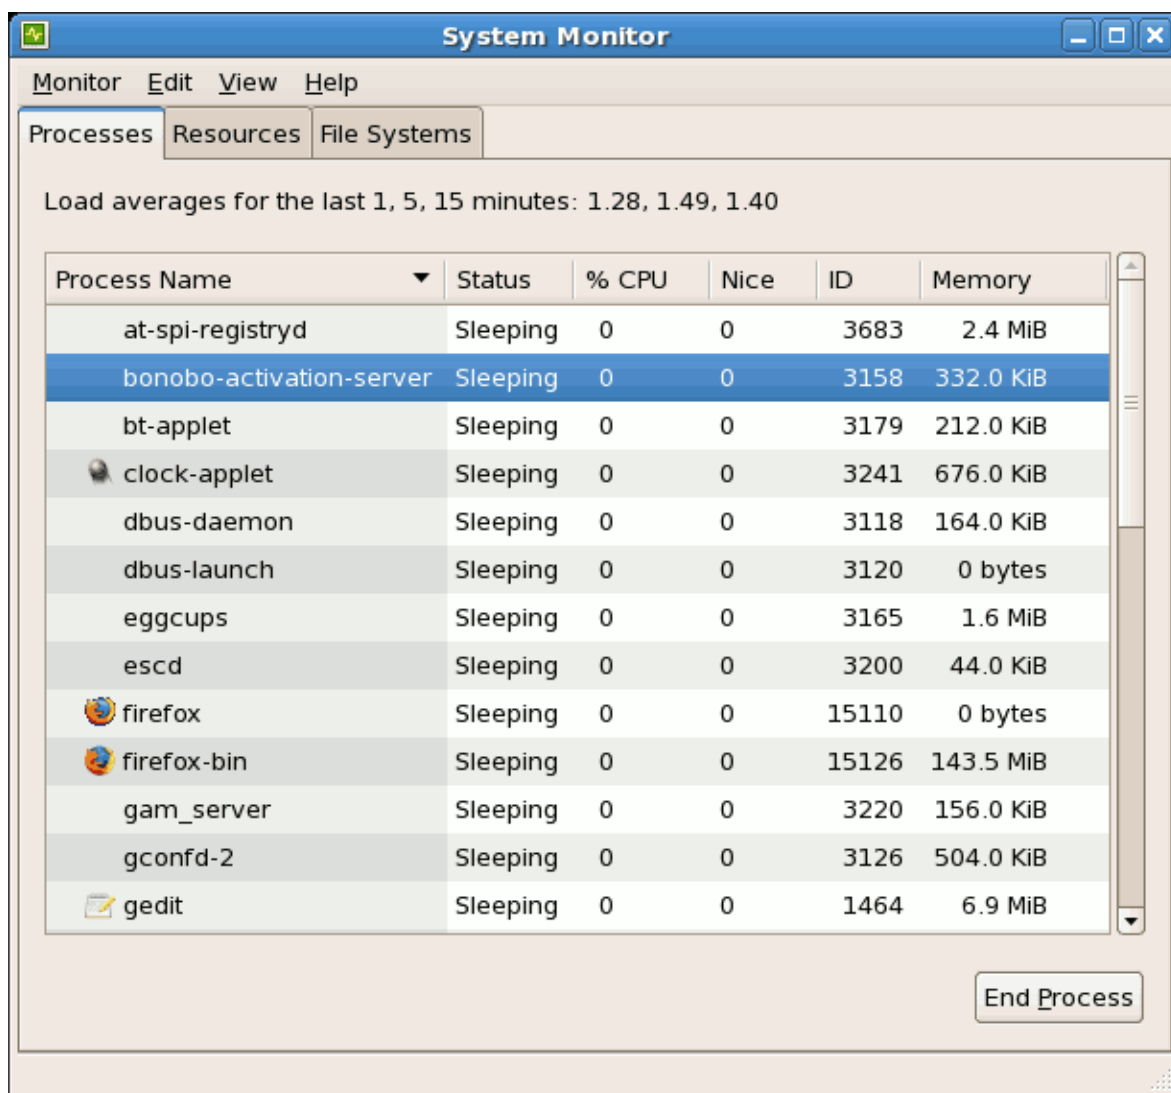 System Monitor
Monitor Edit View Help
Processes Resources File Systems
Load averages for the last 1, 5, 15 minutes: 1.28, 1.49, 1.40
Process Name Status % CPU Nice ID Memory
at-spi-registryd Sleeping 0 0 3683 2.4 MiB
bonobo-activation-server Sleeping 0 0 3158 332.0 KiB
bt-applet Sleeping 0 0 3179 212.0 KiB
clock-applet Sleeping 0 0 3241 676.0 KiB
dbus-daemon Sleeping 0 0 3118 164.0 KiB
dbus-launch Sleeping 0 0 3120 0 bytes
eggcups Sleeping 0 0 3165 1.6 MiB
escd Sleeping 0 0 3200 44.0 KiB
firefox Sleeping 0 0 15110 0 bytes
firefox-bin Sleeping 0 0 15126 143.5 MiB
gam_server Sleeping 0 0 3220 156.0 KiB
gconfd-2 Sleeping 0 0 3126 504.0 KiB
gedit Sleeping 0 0 1464 6.9 MiB
End Process